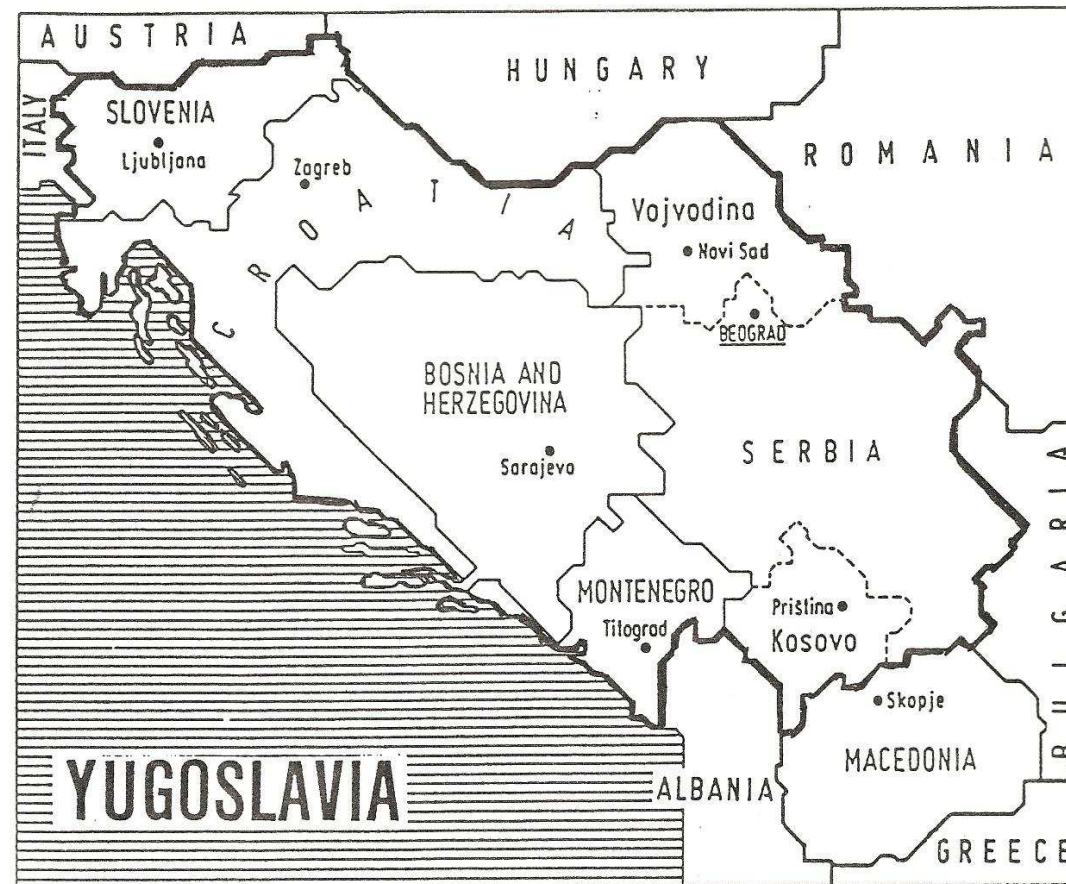 AUSTRIA
HUNGARY
ITALY
SLOVENIA
Ljubljana
Zagreb
ROMANIA
CROATIA
Vojvodina
Novi Sad
BEOGRAD
BOSNIA AND
HERZEGOVINA
Sarajevo
SERBIA
BULGARIA
MONTENEGRO
Titograd
Priština
Kosovo
Skopje
MACEDONIA
ALBANIA
YUGOSLAVIA
GREECE